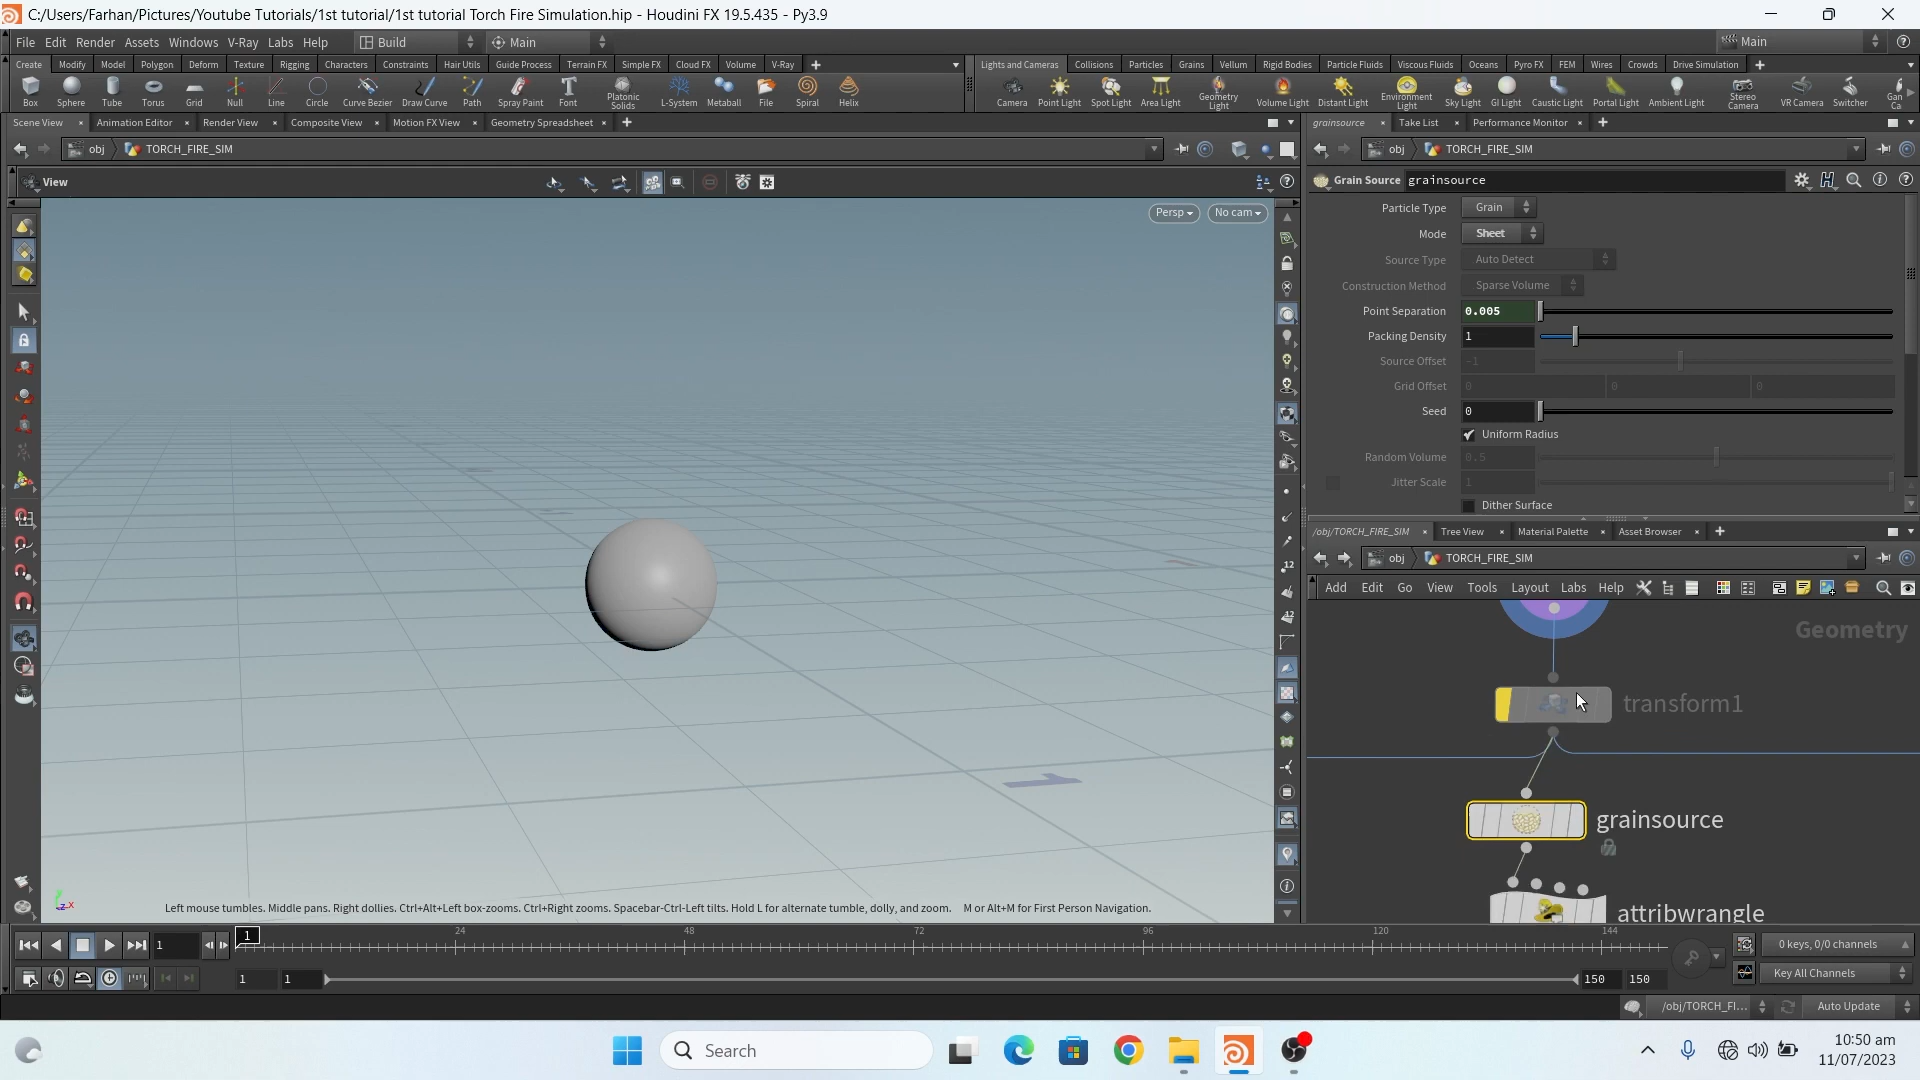 C:/Users/Farhan/Pictures/Youtube Tutorials/1st tutorial/1st tutorial Torch Fire Simulation.hip - Houdini FX 19.5.435 - Py3.9
File Edit Render Assets Windows V-Ray Labs Help Build Main Main
Create Modify Model Polygon Deform Texture Rigging Characters Constraints Hair Utils Guide Process Terrain FX Simple FX Cloud FX Volume V-Ray
Lights and Cameras Collisions Particles Grains Vellum Rigid Bodies Particle Fluids Viscous Fluids Oceans Pyro FX FEM Wires Crowds Drive Simulation
Box Sphere Tube Torus Grid Null Line Circle Curve Bezier Draw Curve Path Spray Paint Font Platonic Solids L-System Metaball File Spiral Helix
Camera Point Light Spot Light Area Light Geometry Light Volume Light Distant Light Environment Light Sky Light GI Light Caustic Light Portal Light Ambient Light Stereo Camera VR Camera Switcher Gan Ca
Scene View Animation Editor Render View Composite View Motion FX View Geometry Spreadsheet
grainsource Take List Performance Monitor
obj TORCH_FIRE_SIM
obj TORCH_FIRE_SIM
View
Grain Source grainsource
Persp No cam
Particle Type Grain
Mode Sheet
Source Type Auto Detect
Construction Method Sparse Volume
Point Separation 0.005
Packing Density 1
Source Offset -1
Grid Offset 0 0 0
Seed 0
Uniform Radius
Random Volume 0.5
Jitter Scale 1
Dither Surface
/obj/TORCH_FIRE_SIM Tree View Material Palette Asset Browser
obj TORCH_FIRE_SIM
Add Edit Go View Tools Layout Labs Help
Geometry
transform1
grainsource
attribwrangle
12
Left mouse tumbles. Middle pans. Right dollies. Ctrl+Alt+Left box-zooms. Ctrl+Right zooms. Spacebar-Ctrl-Left tilts. Hold L for alternate tumble, dolly, and zoom. M or Alt+M for First Person Navigation.
1 1 24 48 72 96 120 144
0 keys, 0/0 channels
1 1 150 150
Key All Channels
/obj/TORCH_FI... Auto Update
Search
10:50 am
11/07/2023